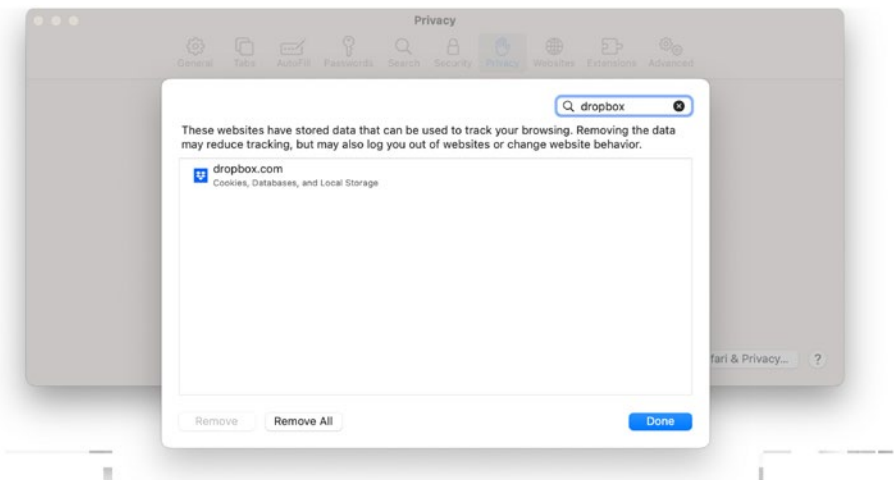 Privacy
General Tabs AutoFill Passwords Search Security Privacy Websites Extensions Advanced
dropbox
These websites have stored data that can be used to track your browsing. Removing the data
may reduce tracking, but may also log you out of websites or change website behavior.
dropbox.com
Cookies, Databases, and Local Storage
fari & Privacy... ?
Remove Remove All Done